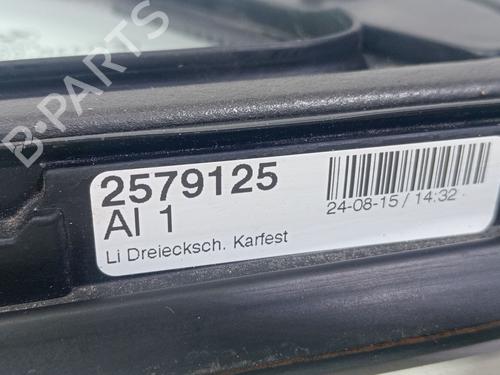 B-PARTS
2579125
AI 1
24-08-15 / 14:32
Li Dreiecksch. Karfest